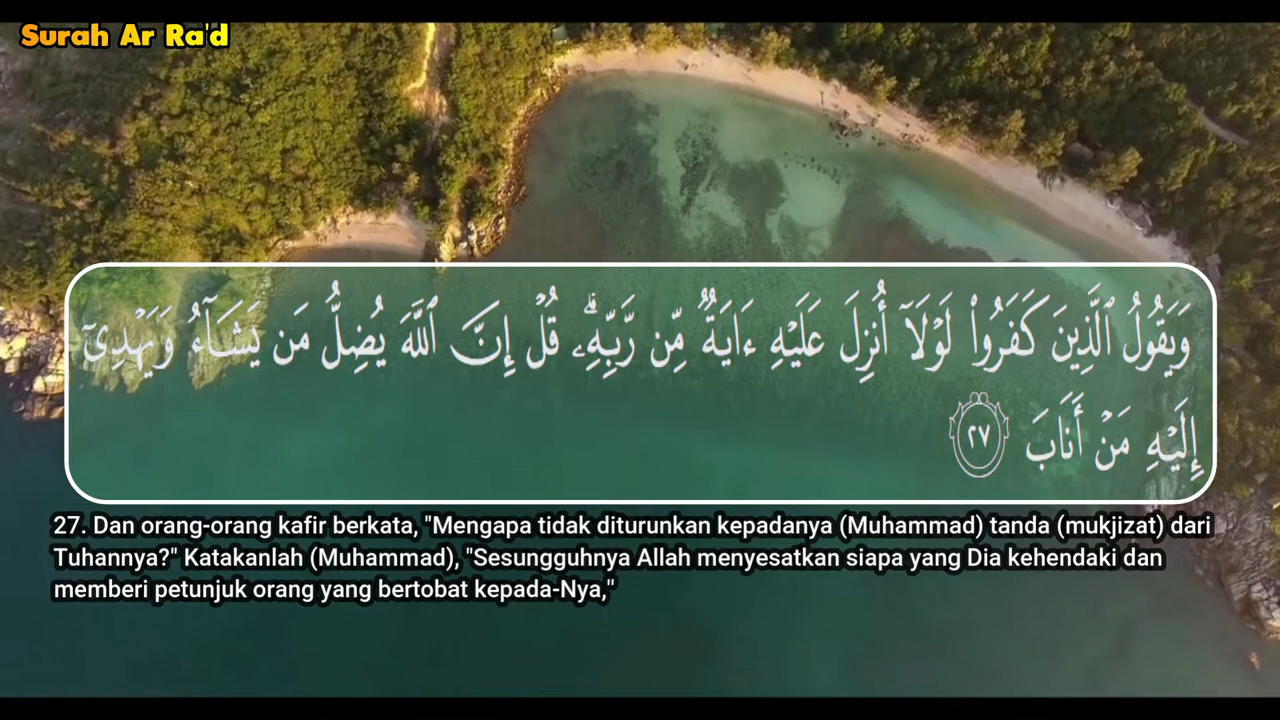 Surah Ar Ra'd
وَيَقُولُ ٱلَّذِينَ كَفَرُوا۟ لَوْلَآ أُنزِلَ عَلَيْهِ ءَايَةٌ مِّن رَّبِّهِۦ ۗ قُلْ إِنَّ ٱللَّهَ يُضِلُّ مَن يَشَآءُ وَيَهْدِىٓ
إِلَيْهِ مَنْ أَنَابَ ٢٧
27. Dan orang-orang kafir berkata, "Mengapa tidak diturunkan kepadanya (Muhammad) tanda (mukjizat) dari
Tuhannya?" Katakanlah (Muhammad), "Sesungguhnya Allah menyesatkan siapa yang Dia kehendaki dan
memberi petunjuk orang yang bertobat kepada-Nya,"